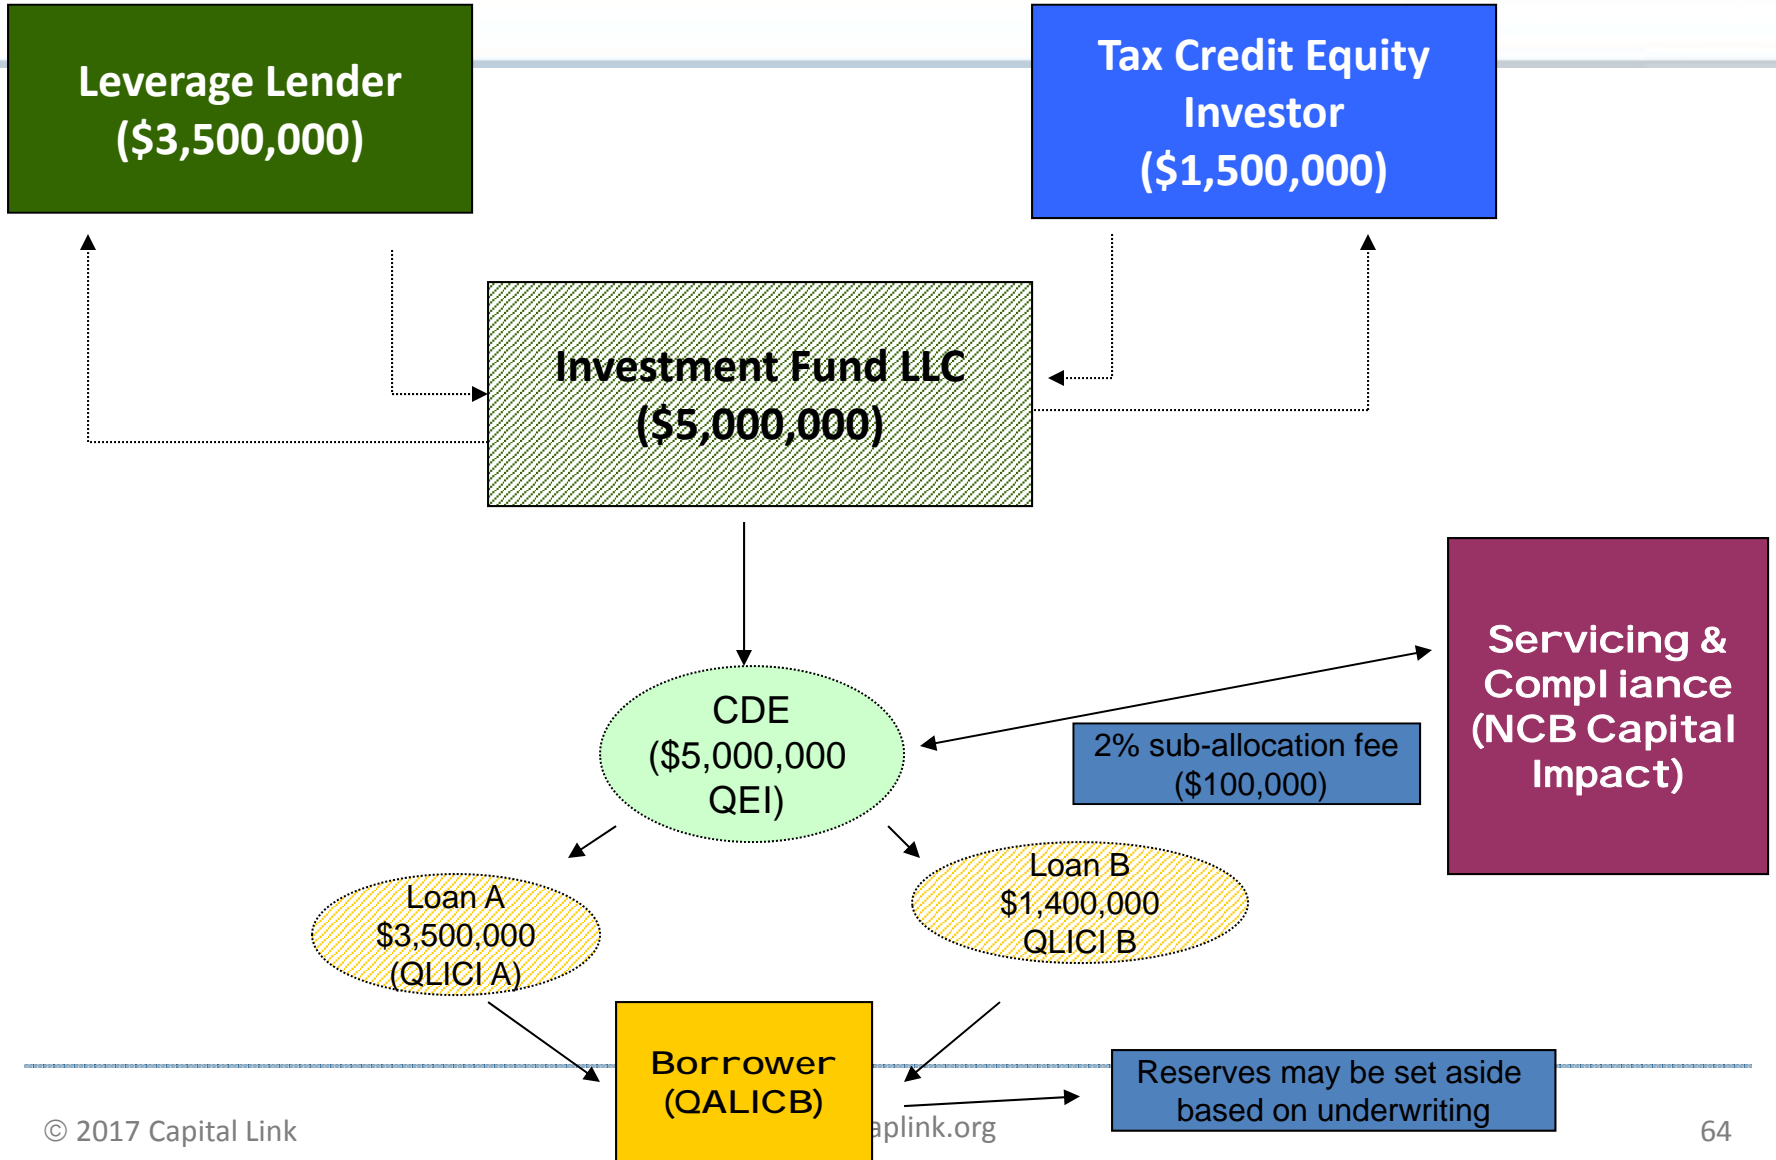 Leverage Lender
($3,500,000)
Tax Credit Equity
Investor
($1,500,000)
Investment Fund LLC
($5,000,000)
CDE
($5,000,000
QEI)
2% sub-allocation fee
($100,000)
Servicing &
Compliance
(NCB Capital
Impact)
Loan A
$3,500,000
(QLICI A)
Loan B
$1,400,000
QLICI B
Borrower
(QALICB)
Reserves may be set aside
based on underwriting
© 2017 Capital Link
aplink.org
64